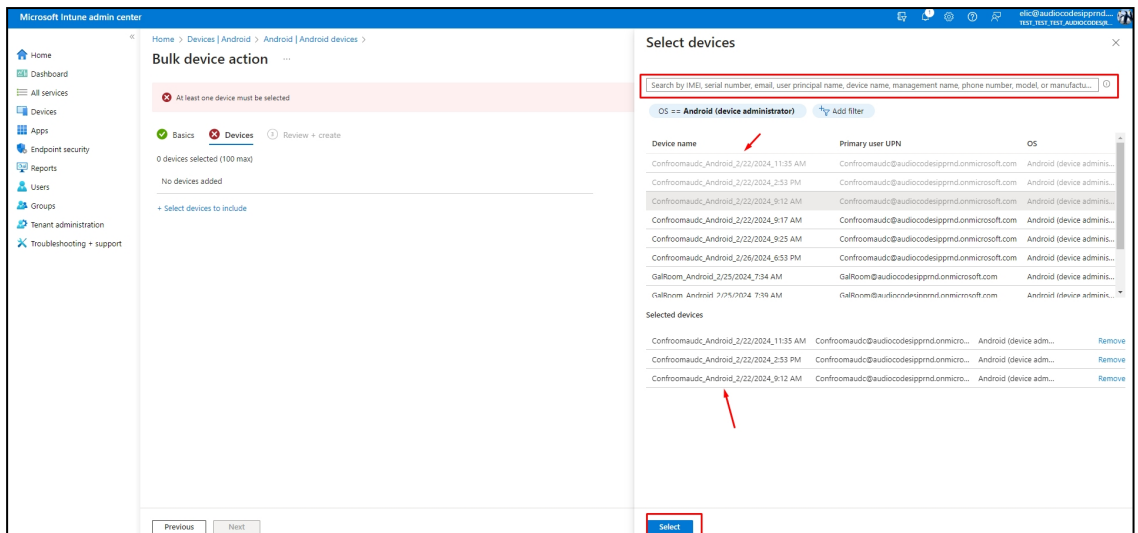 Microsoft Intune admin center
elic@audiocodesipprnd....
TEST_TEST_TEST_AUDIOCODES(R...
Home
Dashboard
All services
Devices
Apps
Endpoint security
Reports
Users
Groups
Tenant administration
Troubleshooting + support
Home > Devices | Android > Android | Android devices >
Bulk device action ...
At least one device must be selected
Basics Devices Review + create
0 devices selected (100 max)
No devices added
+ Select devices to include
Previous Next
Select devices
Search by IMEI, serial number, email, user principal name, device name, management name, phone number, model, or manufactu...
OS == Android (device administrator) Add filter
Device name Primary user UPN OS
Confroomaudc_Android_2/22/2024_11:35 AM Confroomaudc@audiocodesipprnd.onmicrosoft.com Android (device adminis...
Confroomaudc_Android_2/22/2024_2:53 PM Confroomaudc@audiocodesipprnd.onmicrosoft.com Android (device adminis...
Confroomaudc_Android_2/22/2024_9:12 AM Confroomaudc@audiocodesipprnd.onmicrosoft.com Android (device adminis...
Confroomaudc_Android_2/22/2024_9:17 AM Confroomaudc@audiocodesipprnd.onmicrosoft.com Android (device adminis...
Confroomaudc_Android_2/22/2024_9:25 AM Confroomaudc@audiocodesipprnd.onmicrosoft.com Android (device adminis...
Confroomaudc_Android_2/26/2024_6:53 PM Confroomaudc@audiocodesipprnd.onmicrosoft.com Android (device adminis...
GalRoom_Android_2/25/2024_7:34 AM GalRoom@audiocodesipprnd.onmicrosoft.com Android (device adminis...
GalRoom_Android_2/25/2024_7:39 AM GalRoom@audiocodesipprnd.onmicrosoft.com Android (device adminis...
Selected devices
Confroomaudc_Android_2/22/2024_11:35 AM Confroomaudc@audiocodesipprnd.onmicro... Android (device adm... Remove
Confroomaudc_Android_2/22/2024_2:53 PM Confroomaudc@audiocodesipprnd.onmicro... Android (device adm... Remove
Confroomaudc_Android_2/22/2024_9:12 AM Confroomaudc@audiocodesipprnd.onmicro... Android (device adm... Remove
Select